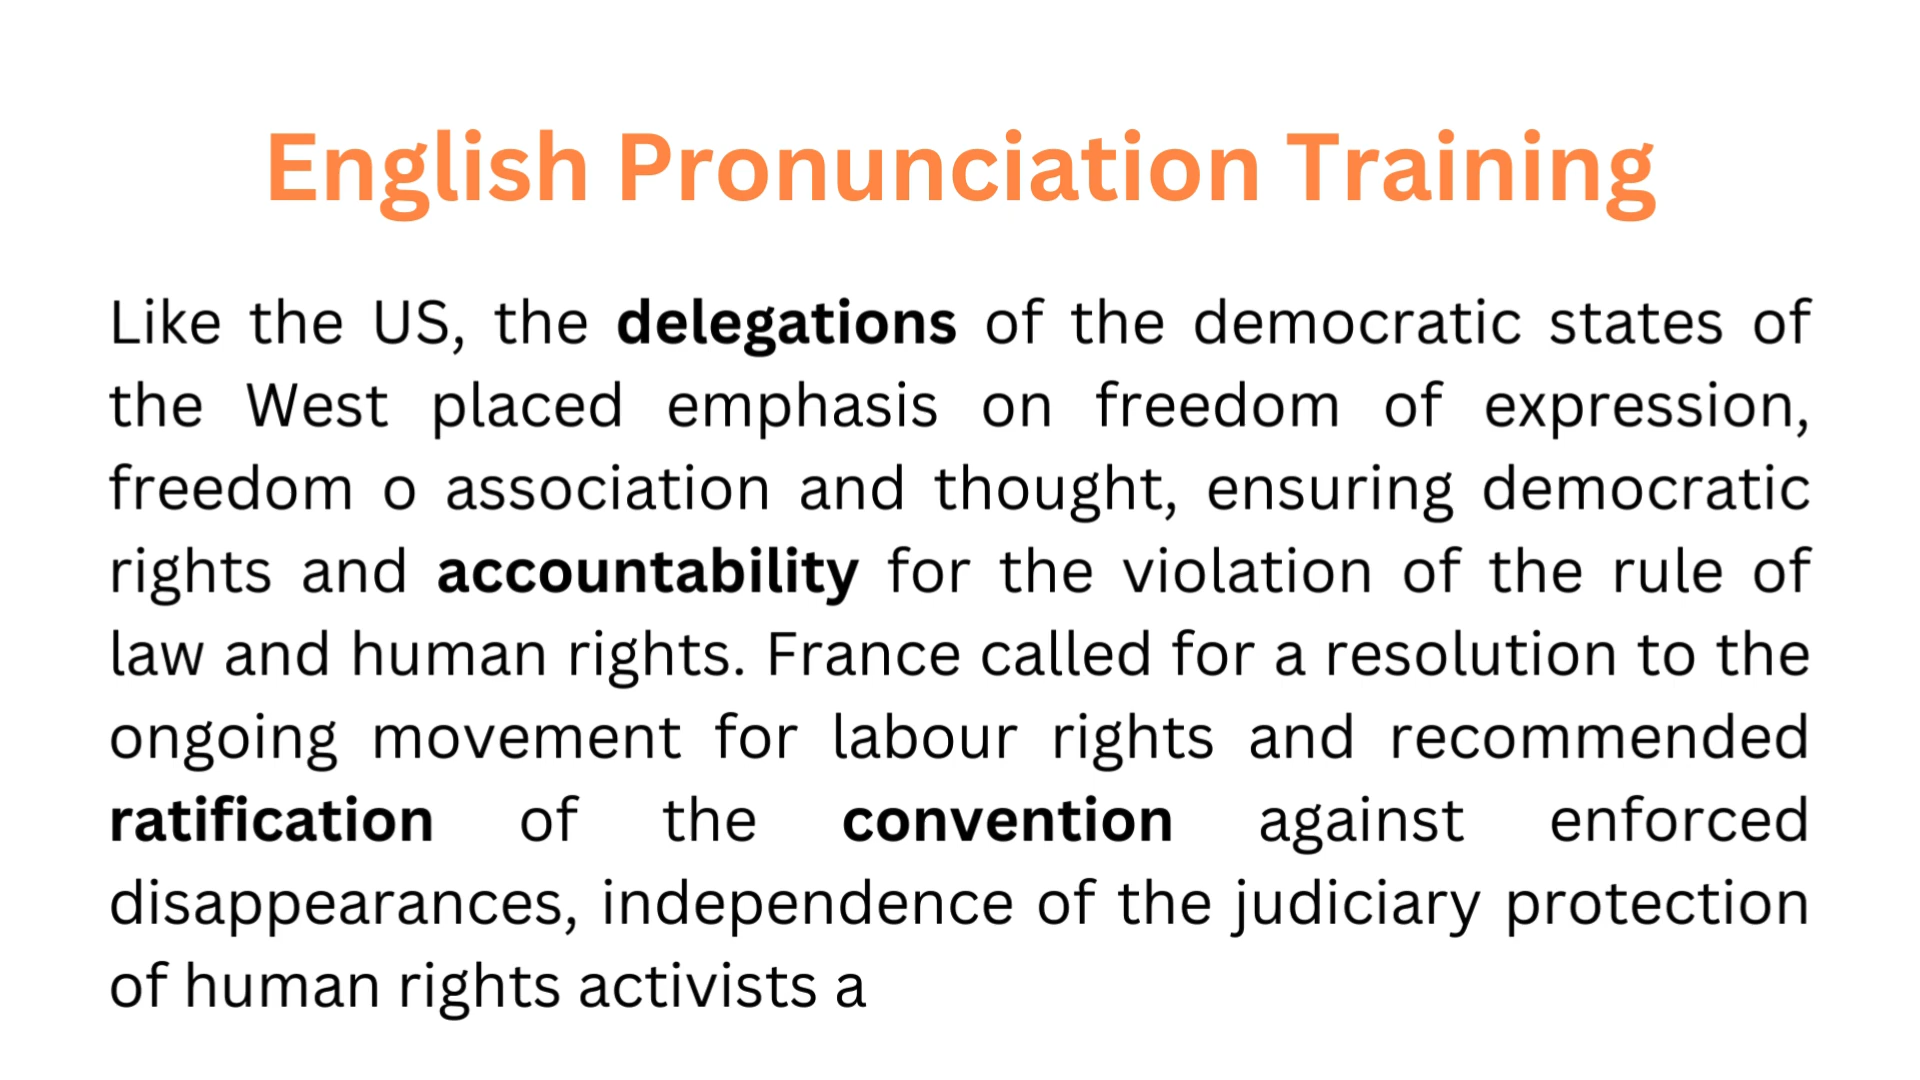 English Pronunciation Training
Like the US, the delegations of the democratic states of
the West placed emphasis on freedom of expression,
freedom o association and thought, ensuring democratic
rights and accountability for the violation of the rule of
law and human rights. France called for a resolution to the
ongoing movement for labour rights and recommended
ratification of the convention against enforced
disappearances, independence of the judiciary protection
of human rights activists a